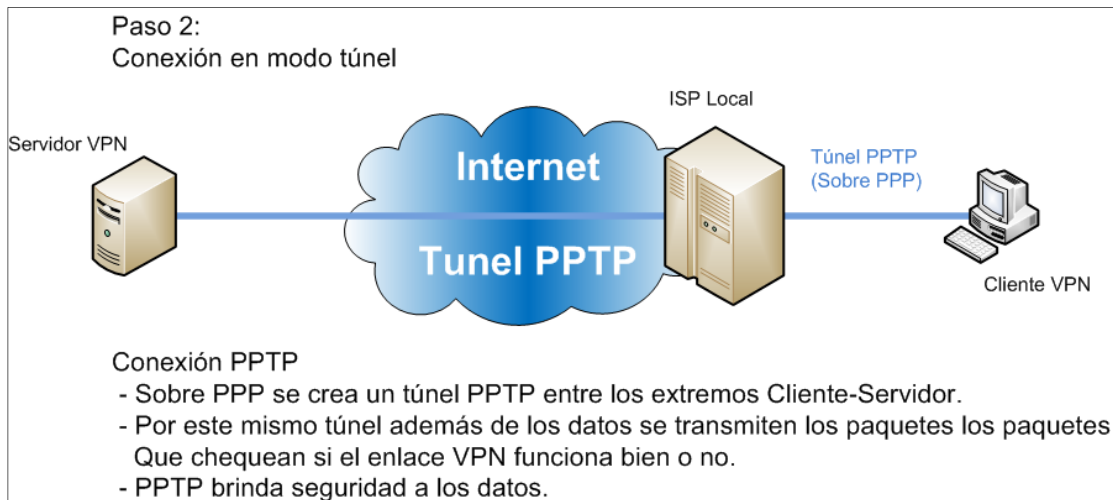 Paso 2:
Conexión en modo túnel
ISP Local
Servidor VPN
Internet
Túnel PPTP
(Sobre PPP)
Tunel PPTP
Cliente VPN
Conexión PPTP
- Sobre PPP se crea un túnel PPTP entre los extremos Cliente-Servidor.
- Por este mismo túnel además de los datos se transmiten los paquetes los paquetes
Que chequean si el enlace VPN funciona bien o no.
- PPTP brinda seguridad a los datos.